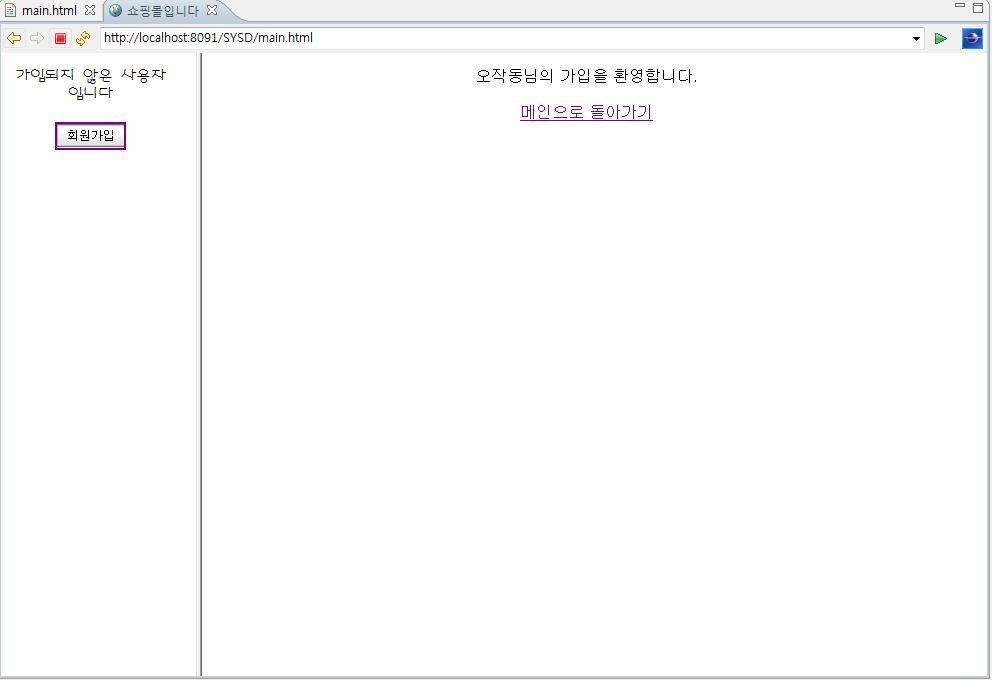 main.html
쇼핑몰입니다
http://localhost:8091/SYSD/main.html
가입되지 않은 사용자
입니다
회원가입
오작동님의 가입을 환영합니다.
메인으로 돌아가기